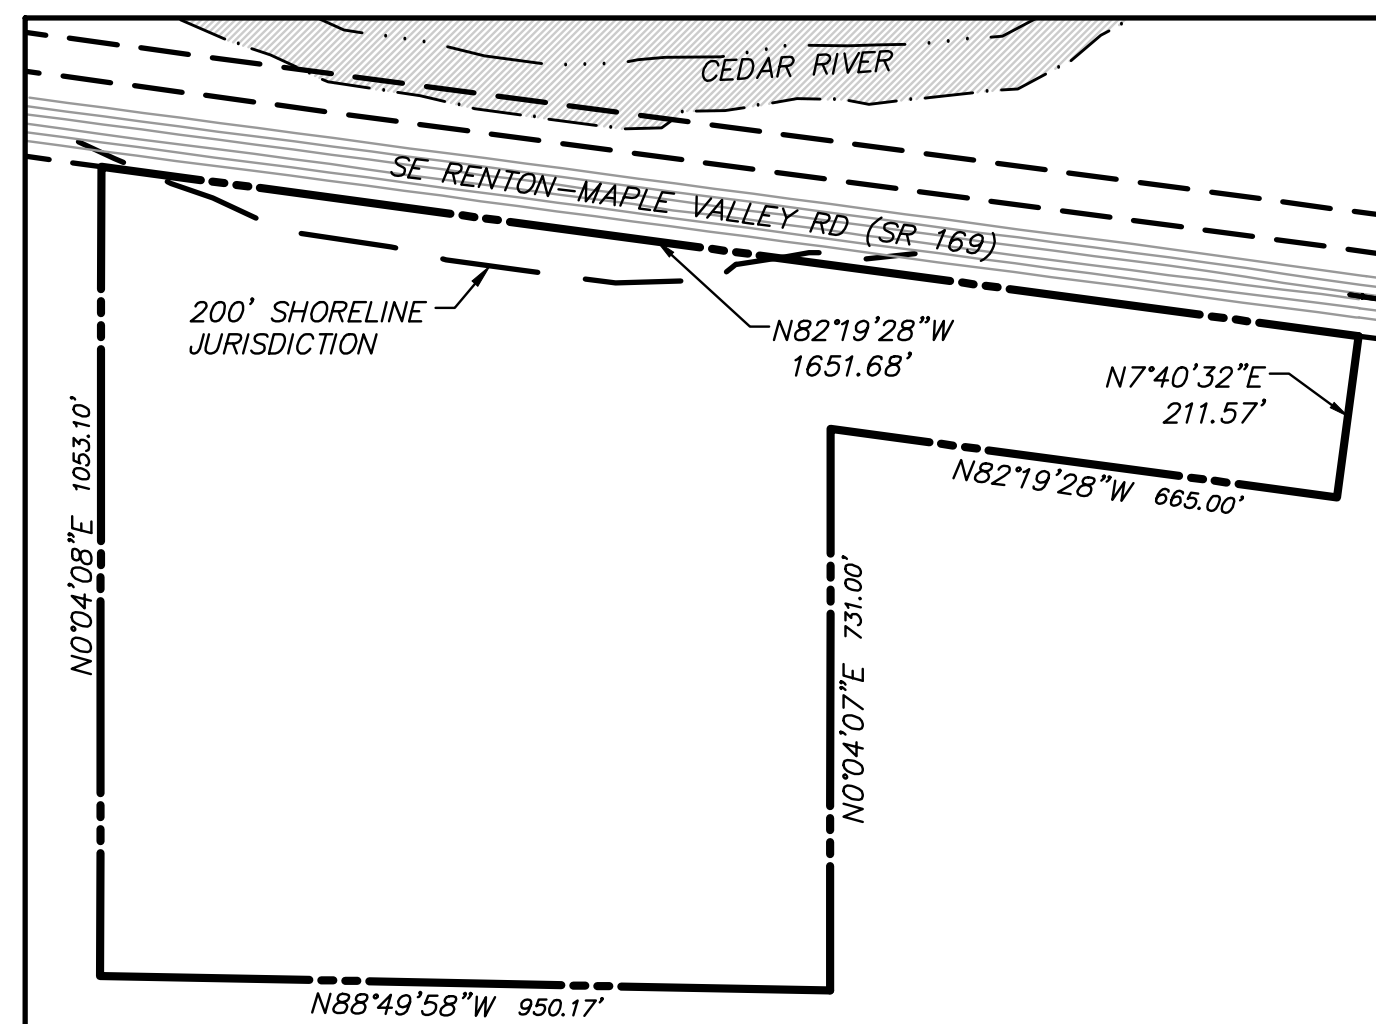 CEDAR RIVER
SE RENTON-MAPLE VALLEY RD (SR 169)
200' SHORELINE
JURISDICTION
N82°19'28"W
1651.68'
N7°40'32"E
211.57'
N82°19'28"W 665.00'
N0°04'08"E 1053.10'
N0°04'07"E 731.00'
N88°49'58"W 950.17'